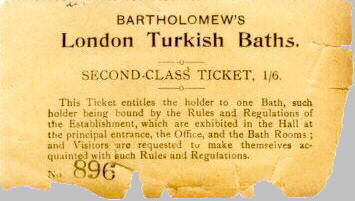 BARTHOLOMEW'S
London Turkish Baths.
SECOND-CLASS TICKET, 1/6.
This Ticket entitles the holder to one Bath, such
holder being bound by the Rules and Regulations of
the Establishment, which are exhibited in the Hall at
the principal entrance, the Office, and the Bath Rooms ;
and Visitors are requested to make themselves ac-
quainted with such Rules and Regulations.
No 896